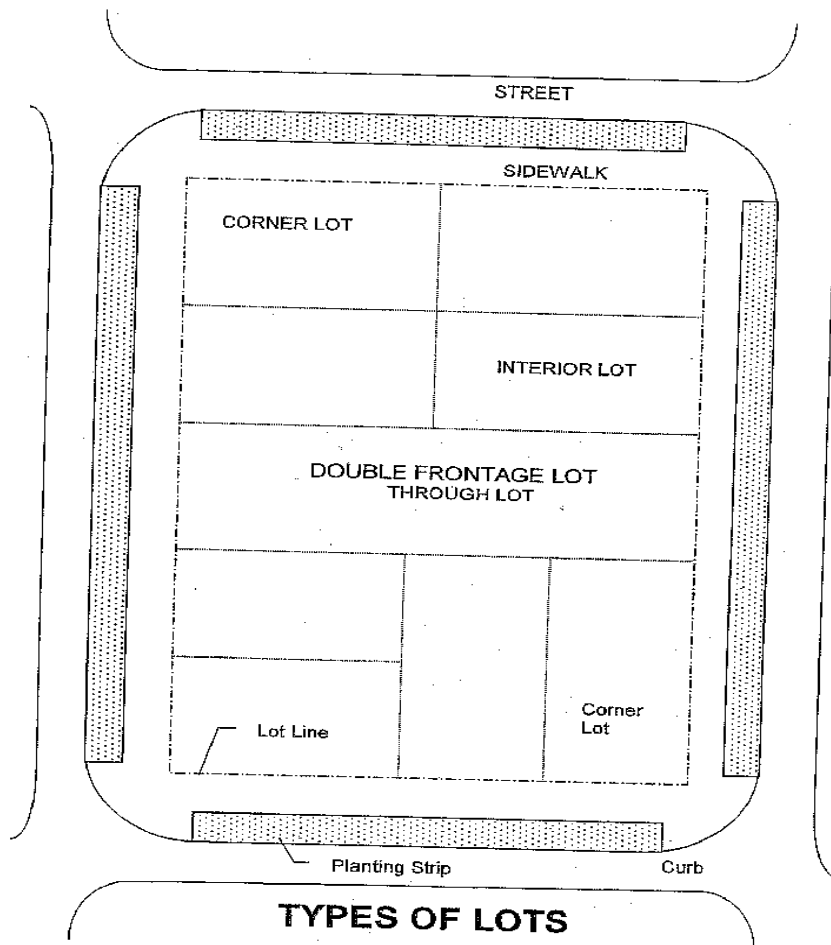 STREET
SIDEWALK
CORNER LOT
INTERIOR LOT
DOUBLE FRONTAGE LOT
THROUGH LOT
Corner
Lot
Lot Line
Planting Strip
Curb
TYPES OF LOTS